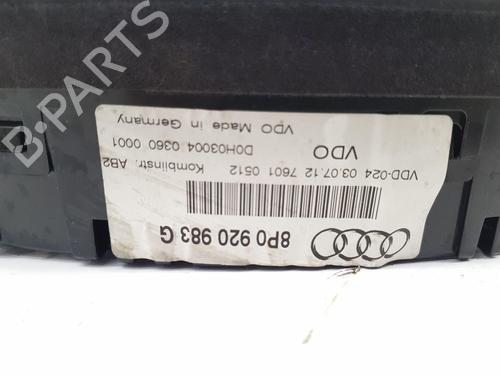 8P0 920 983 G
VDD-024 03.07.12 7601 0512 Kombiinstr. AB2
VDO D0H03004 0360 0001
VDO Made in Germany
B-PARTS